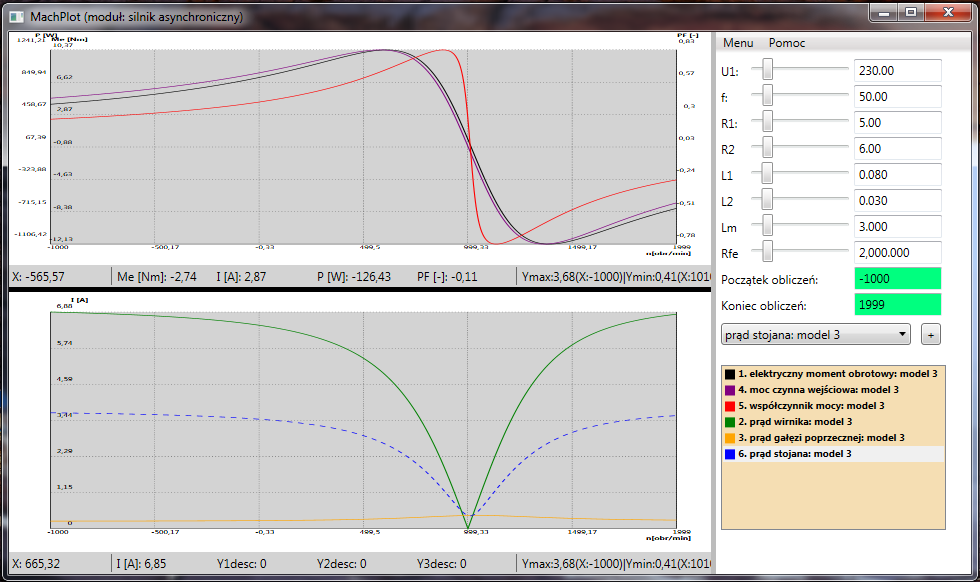 MachPlot (moduł: silnik asynchroniczny)
P [W] Me [Nm] PF [-]
1241,21 10,37 0,83
849,94 6,62 0,57
458,67 2,87 0,3
67,39 -0,88 0,03
-323,88 -4,63 -0,24
-715,15 -8,38 -0,51
-1106,42 -12,13 -0,78
-1000 -500,17 -0,33 499,5 999,33 1499,17 1999
n[obr/min]
X: -565,57 Me [Nm]: -2,74 I [A]: 2,87 P [W]: -126,43 PF [-]: -0,11 Ymax:3,68(X:-1000)|Ymin:0,41(X:1010
I [A]
6,88
5,74
4,59
3,44
2,29
1,15
0
-1000 -500,17 -0,33 499,5 999,33 1499,17 1999
n[obr/min]
X: 665,32 I [A]: 6,85 Y1desc: 0 Y2desc: 0 Y3desc: 0 Ymax:3,68(X:-1000)|Ymin:0,41(X:1010
Menu Pomoc
U1: 230.00
f: 50.00
R1: 5.00
R2 6.00
L1 0.080
L2 0.030
Lm 3.000
Rfe 2,000.000
Początek obliczeń: -1000
Koniec obliczeń: 1999
prąd stojana: model 3 +
1. elektryczny moment obrotowy: model 3
4. moc czynna wejściowa: model 3
5. współczynnik mocy: model 3
2. prąd wirnika: model 3
3. prąd gałęzi poprzecznej: model 3
6. prąd stojana: model 3